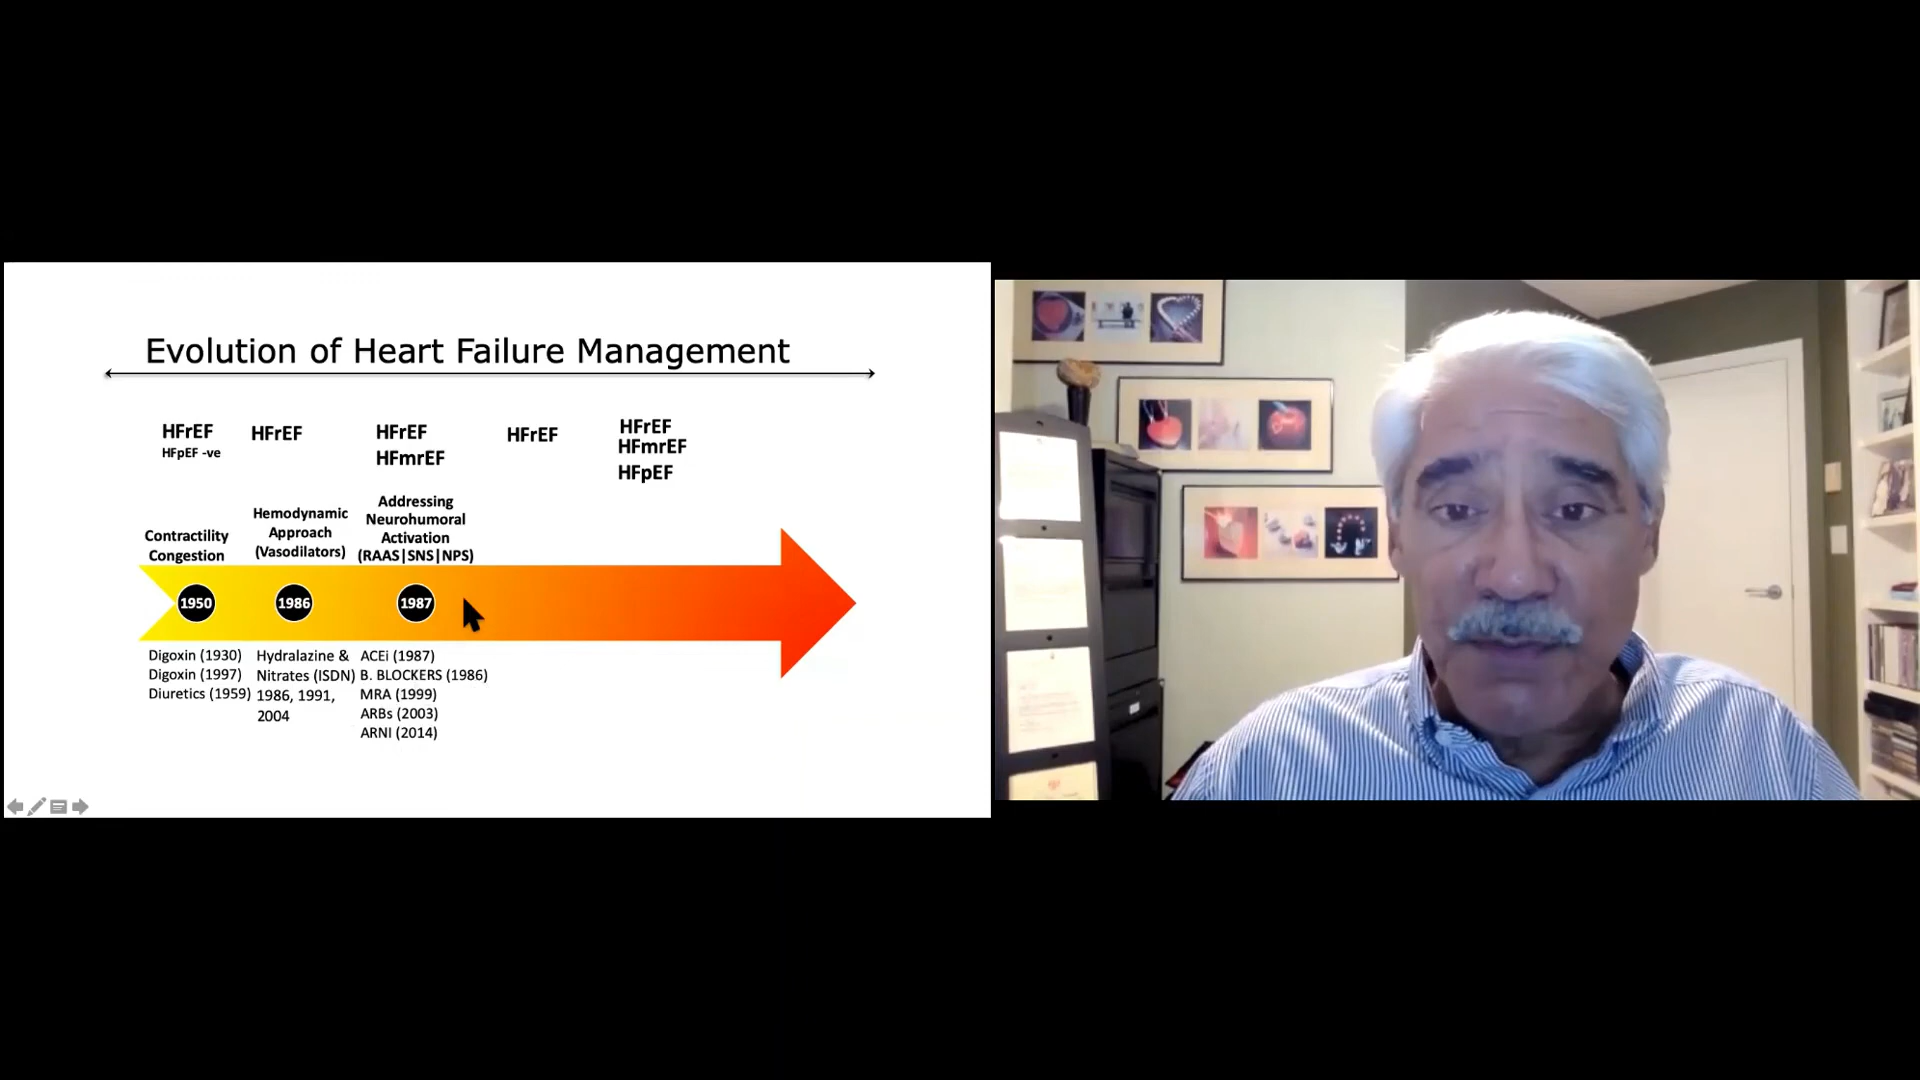 Evolution of Heart Failure Management
HFrEF
HFpEF -ve
HFrEF
HFrEF
HFmrEF
HFrEF
HFrEF
HFmrEF
HFpEF
Contractility
Congestion
Hemodynamic
Approach
(Vasodilators)
Addressing
Neurohumoral
Activation
(RAAS|SNS|NPS)
1950
1986
1987
Digoxin (1930)
Digoxin (1997)
Diuretics (1959)
Hydralazine &
Nitrates (ISDN)
1986, 1991,
2004
ACEi (1987)
B. BLOCKERS (1986)
MRA (1999)
ARBs (2003)
ARNI (2014)